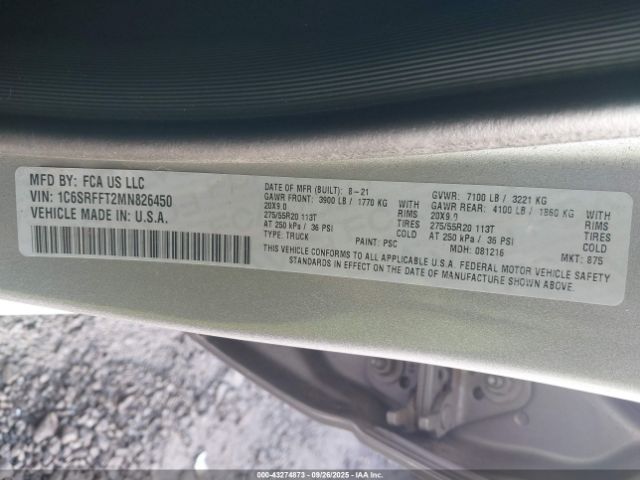 MFD BY: FCA US LLC
VIN: 1C6SRFFT2MN826450
VEHICLE MADE IN U.S.A.
DATE OF MFR (BUILT): 8-21
GAWR FRONT: 3900 LB / 1770 KG WITH
20X9.0 RIMS
275/55R20 113T TIRES
AT 250 kPa / 36 PSI COLD
TYPE: TRUCK PAINT: PSC
GVWR: 7100 LB / 3221 KG
GAWR REAR: 4100 LB / 1860 KG WITH
20X9.0 RIMS
275/55R20 113T TIRES
AT 250 kPa / 36 PSI COLD
MDH: 081216 MKT: 875
THIS VEHICLE CONFORMS TO ALL APPLICABLE U.S.A. FEDERAL MOTOR VEHICLE SAFETY
STANDARDS IN EFFECT ON THE DATE OF MANUFACTURE SHOWN ABOVE.
000-43274873 09/26/2025 - IAAI.COM